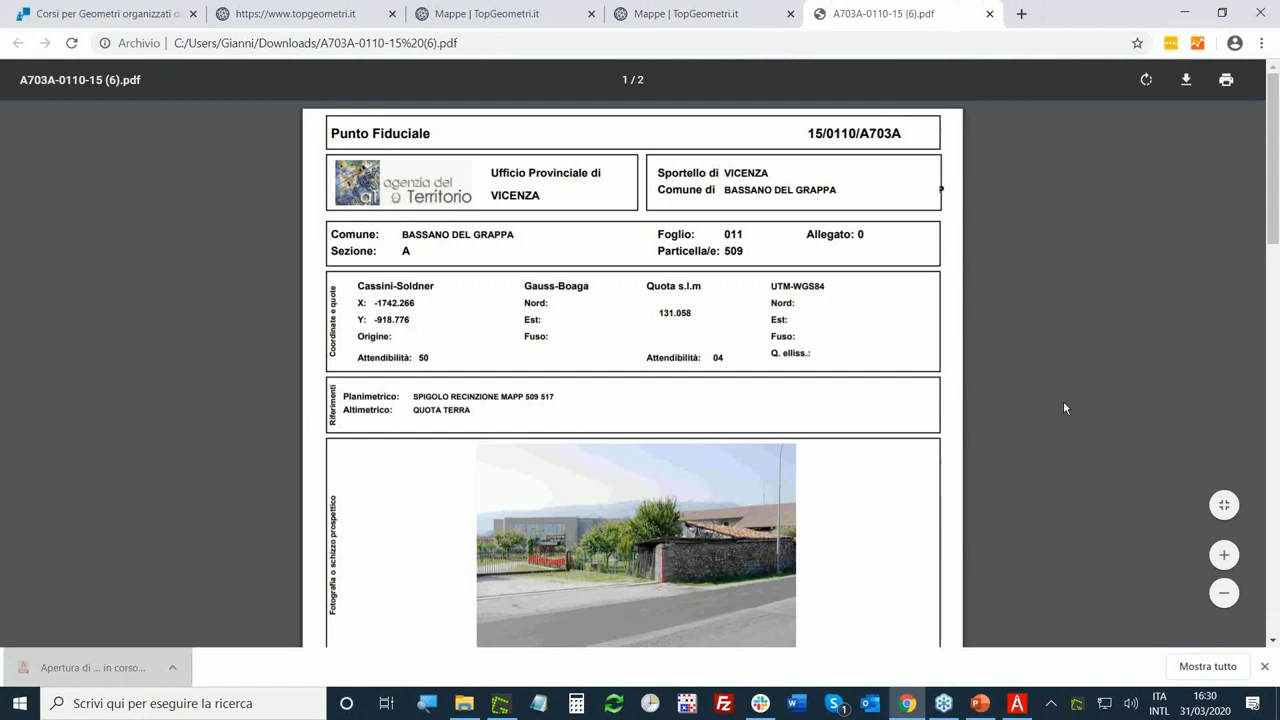 Corsi per Geometri organizzati d
https://www.topgeometri.it
Mappe | TopGeometri.it
Mappe | TopGeometri.it
A703A-0110-15 (6).pdf
Archivio | C:/Users/Gianni/Downloads/A703A-0110-15%20(6).pdf
A703A-0110-15 (6).pdf
1 / 2
Punto Fiduciale
15/0110/A703A
agenzia del
Territorio
Ufficio Provinciale di
VICENZA
Sportello di VICENZA
Comune di BASSANO DEL GRAPPA
Comune: BASSANO DEL GRAPPA
Foglio: 011
Allegato: 0
Sezione: A
Particella/e: 509
Coordinate e quote
Cassini-Soldner
Gauss-Boaga
Quota s.l.m
UTM-WGS84
X: -1742.266
Nord:
131.058
Nord:
Y: -918.776
Est:
Est:
Origine:
Fuso:
Fuso:
Q. elliss.:
Attendibilità: 50
Attendibilità: 04
Riferimenti
Planimetrico: SPIGOLO RECINZIONE MAPP 509 517
Altimetrico: QUOTA TERRA
Fotografia o schizzo prospettico
Apertura di ... in corso...
Mostra tutto
Scrivi qui per eseguire la ricerca
ITA
INTL
16:30
31/03/2020